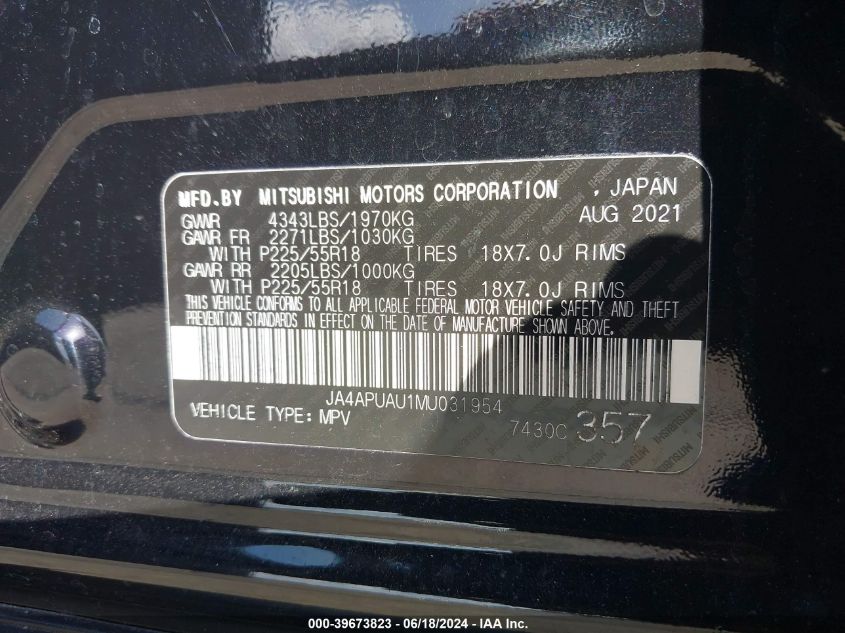 MFD.BY MITSUBISHI MOTORS CORPORATION , JAPAN
GVWR 4343LBS/1970KG AUG 2021
GAWR FR 2271LBS/1030KG
WITH P225/55R18 TIRES 18X7.0J RIMS
GAWR RR 2205LBS/1000KG
WITH P225/55R18 TIRES 18X7.0J RIMS
THIS VEHICLE CONFORMS TO ALL APPLICABLE FEDERAL MOTOR VEHICLE SAFETY AND THEFT
PREVENTION STANDARDS IN EFFECT ON THE DATE OF MANUFACTURE SHOWN ABOVE.
JA4APUAU1MU031954
VEHICLE TYPE: MPV 7430C 357
000-39673823 - 06/18/2024 - IAA Inc.